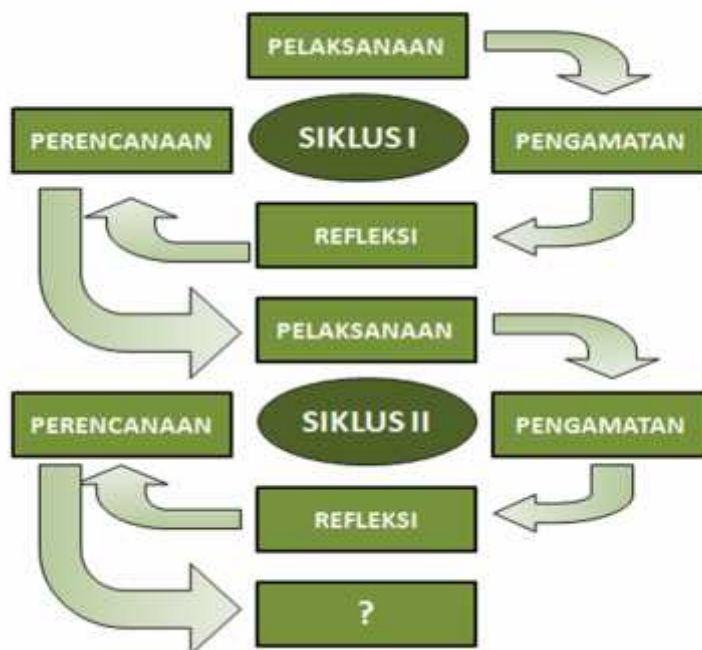 PELAKSANAAN
PERENCANAAN
SIKLUS I
PENGAMATAN
REFLEKSI
PELAKSANAAN
PERENCANAAN
SIKLUS II
PENGAMATAN
REFLEKSI
?